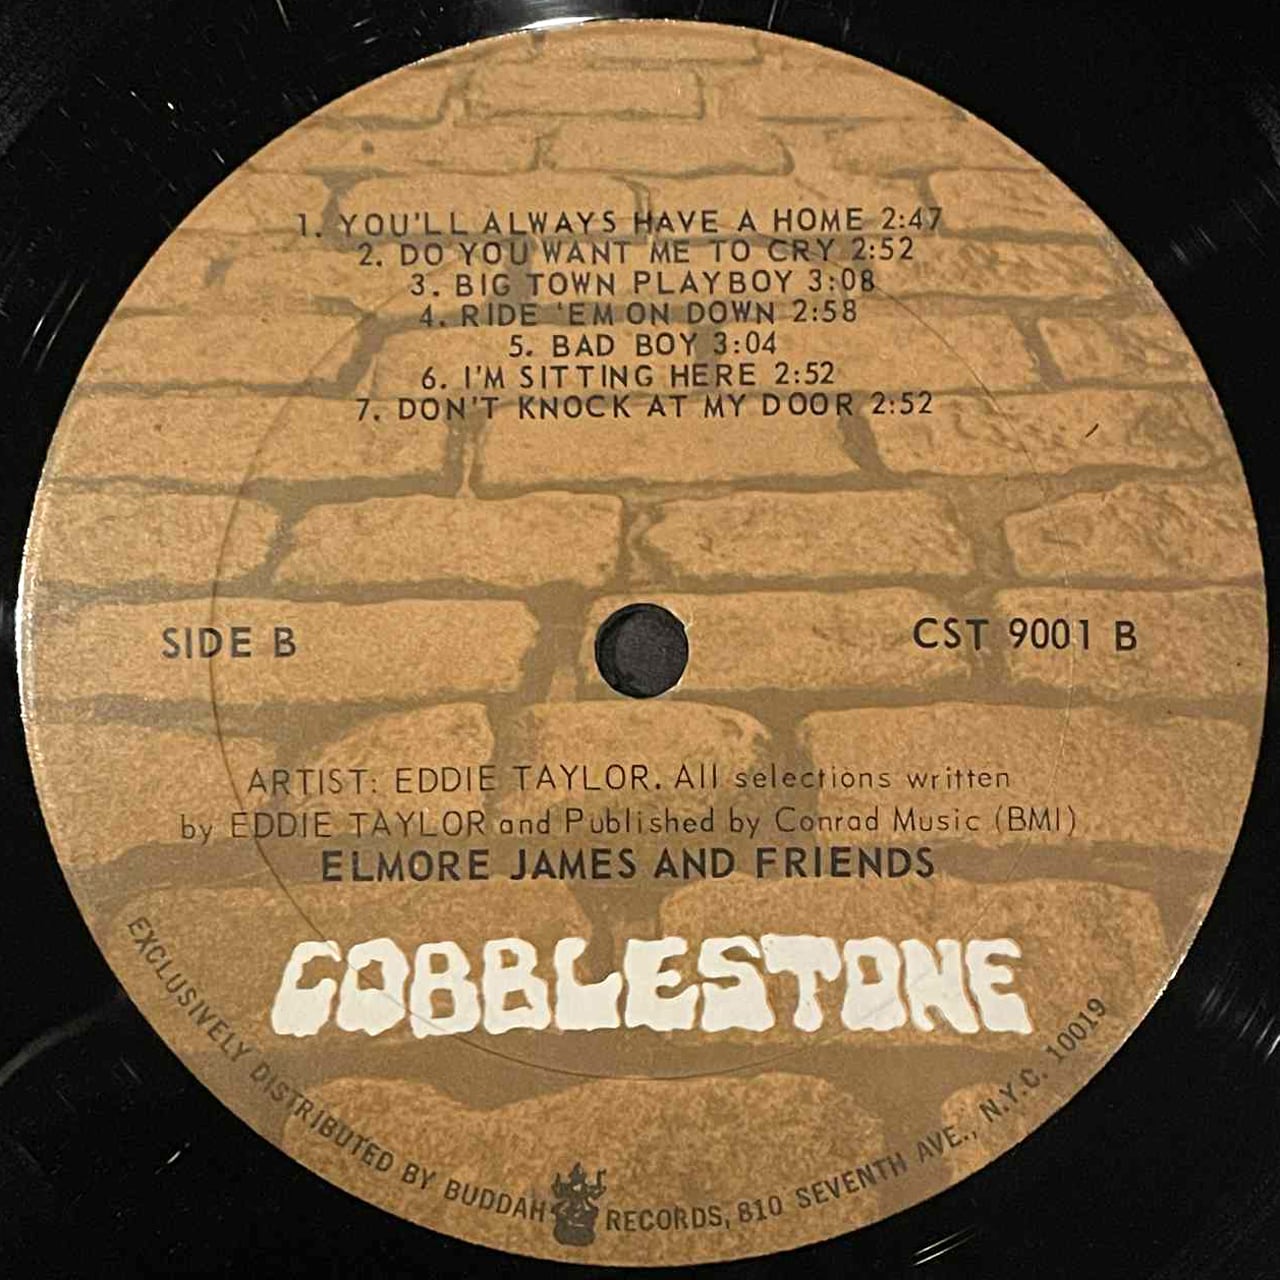 1. YOU'LL ALWAYS HAVE A HOME 2:47
2. DO YOU WANT ME TO CRY 2:52
3. BIG TOWN PLAYBOY 3:08
4. RIDE 'EM ON DOWN 2:58
5. BAD BOY 3:04
6. I'M SITTING HERE 2:52
7. DON'T KNOCK AT MY DOOR 2:52
SIDE B
CST 9001 B
ARTIST: EDDIE TAYLOR. All selections written
by EDDIE TAYLOR and Published by Conrad Music (BMI)
ELMORE JAMES AND FRIENDS
COBBLESTONE
EXCLUSIVELY DISTRIBUTED BY BUDDAH RECORDS, 810 SEVENTH AVE., N.Y.C. 10019